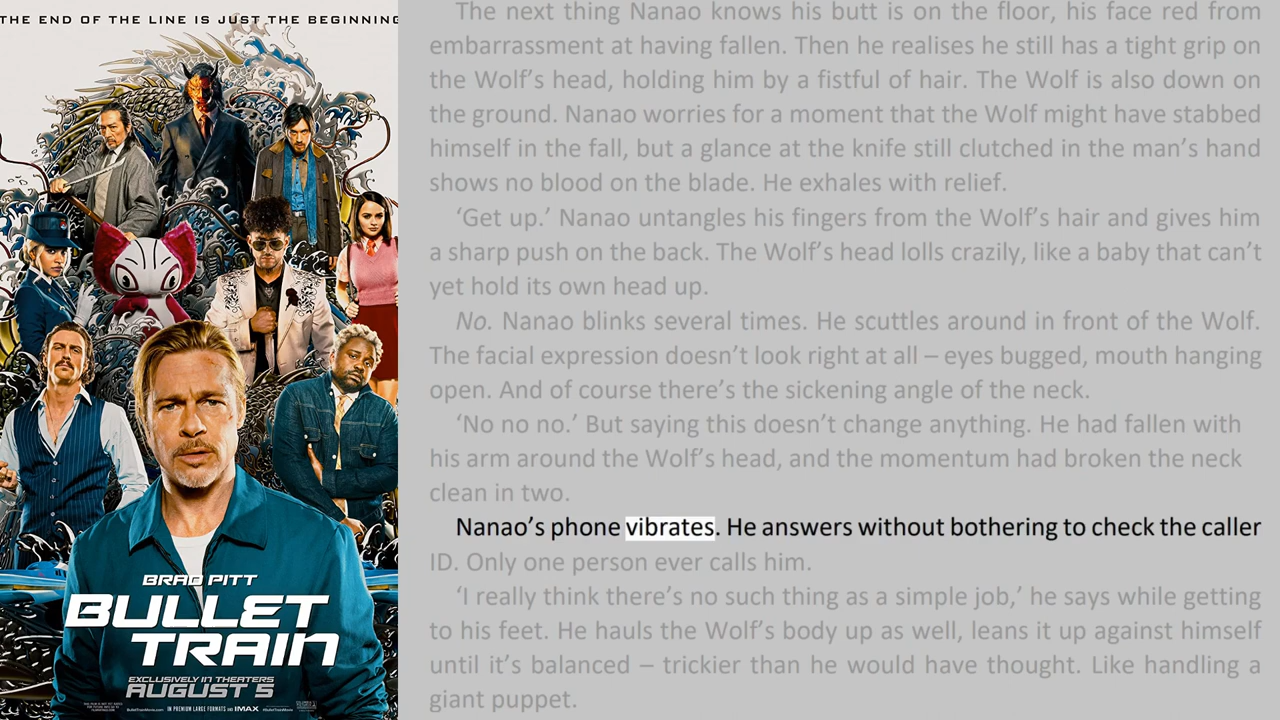 THE END OF THE LINE IS JUST THE BEGINNING
BRAD PITT
BULLET
TRAIN
EXCLUSIVELY IN THEATERS
AUGUST 5
IN PREMIUM LARGE FORMATS AND IMAX
The next thing Nanao knows his butt is on the floor, his face red from
embarrassment at having fallen. Then he realises he still has a tight grip on
the Wolf’s head, holding him by a fistful of hair. The Wolf is also down on
the ground. Nanao worries for a moment that the Wolf might have stabbed
himself in the fall, but a glance at the knife still clutched in the man’s hand
shows no blood on the blade. He exhales with relief.
‘Get up.’ Nanao untangles his fingers from the Wolf’s hair and gives him
a sharp push on the back. The Wolf’s head lolls crazily, like a baby that can’t
yet hold its own head up.
No. Nanao blinks several times. He scuttles around in front of the Wolf.
The facial expression doesn’t look right at all – eyes bugged, mouth hanging
open. And of course there’s the sickening angle of the neck.
‘No no no.’ But saying this doesn’t change anything. He had fallen with
his arm around the Wolf’s head, and the momentum had broken the neck
clean in two.
Nanao’s phone vibrates. He answers without bothering to check the caller
ID. Only one person ever calls him.
‘I really think there’s no such thing as a simple job,’ he says while getting
to his feet. He hauls the Wolf’s body up as well, leans it up against himself
until it’s balanced – trickier than he would have thought. Like handling a
giant puppet.